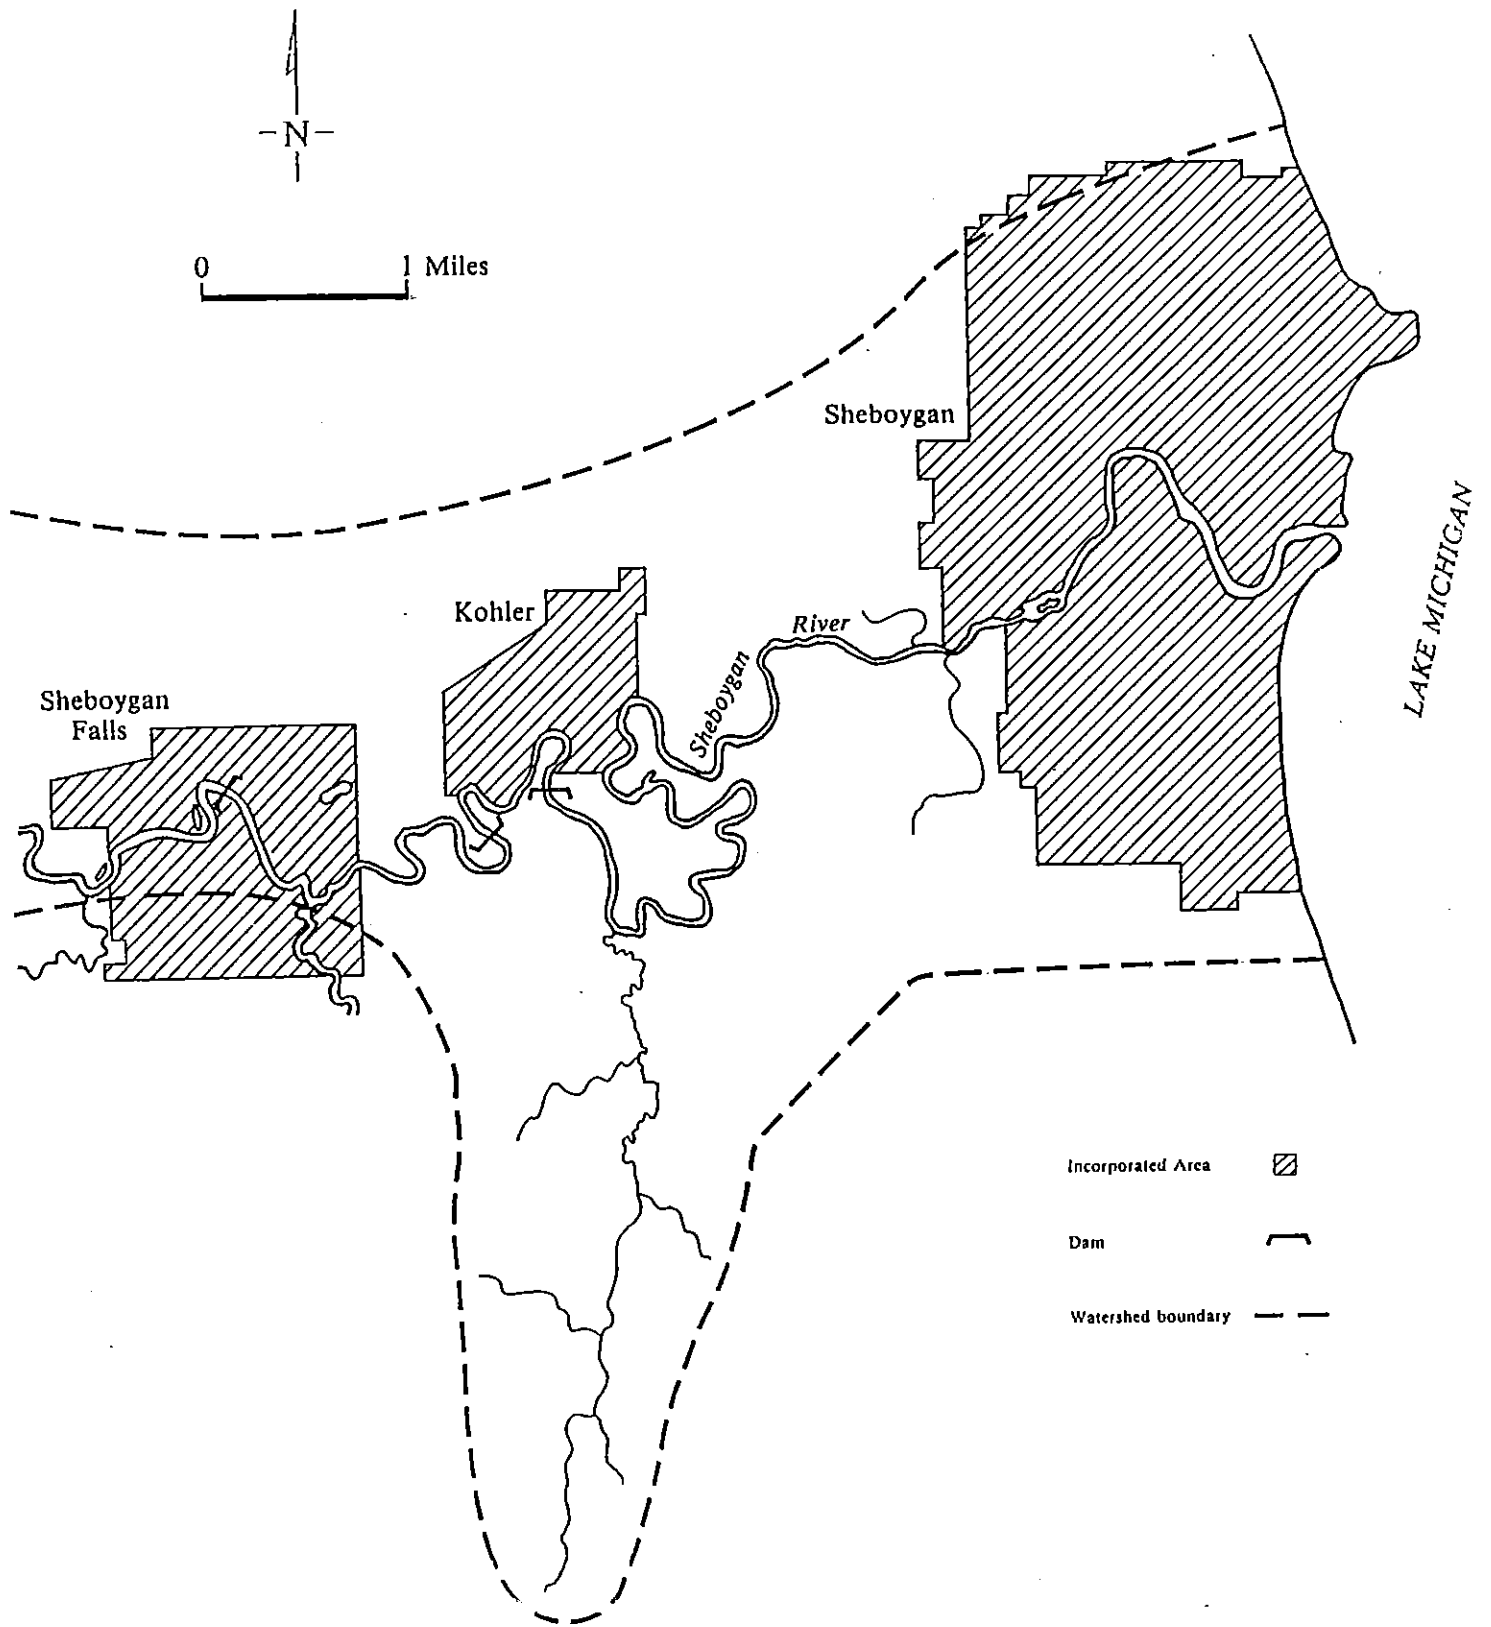 N
0 1 Miles
Sheboygan
Kohler
River
Sheboygan
Sheboygan
Falls
LAKE MICHIGAN
Incorporated Area
Dam
Watershed boundary